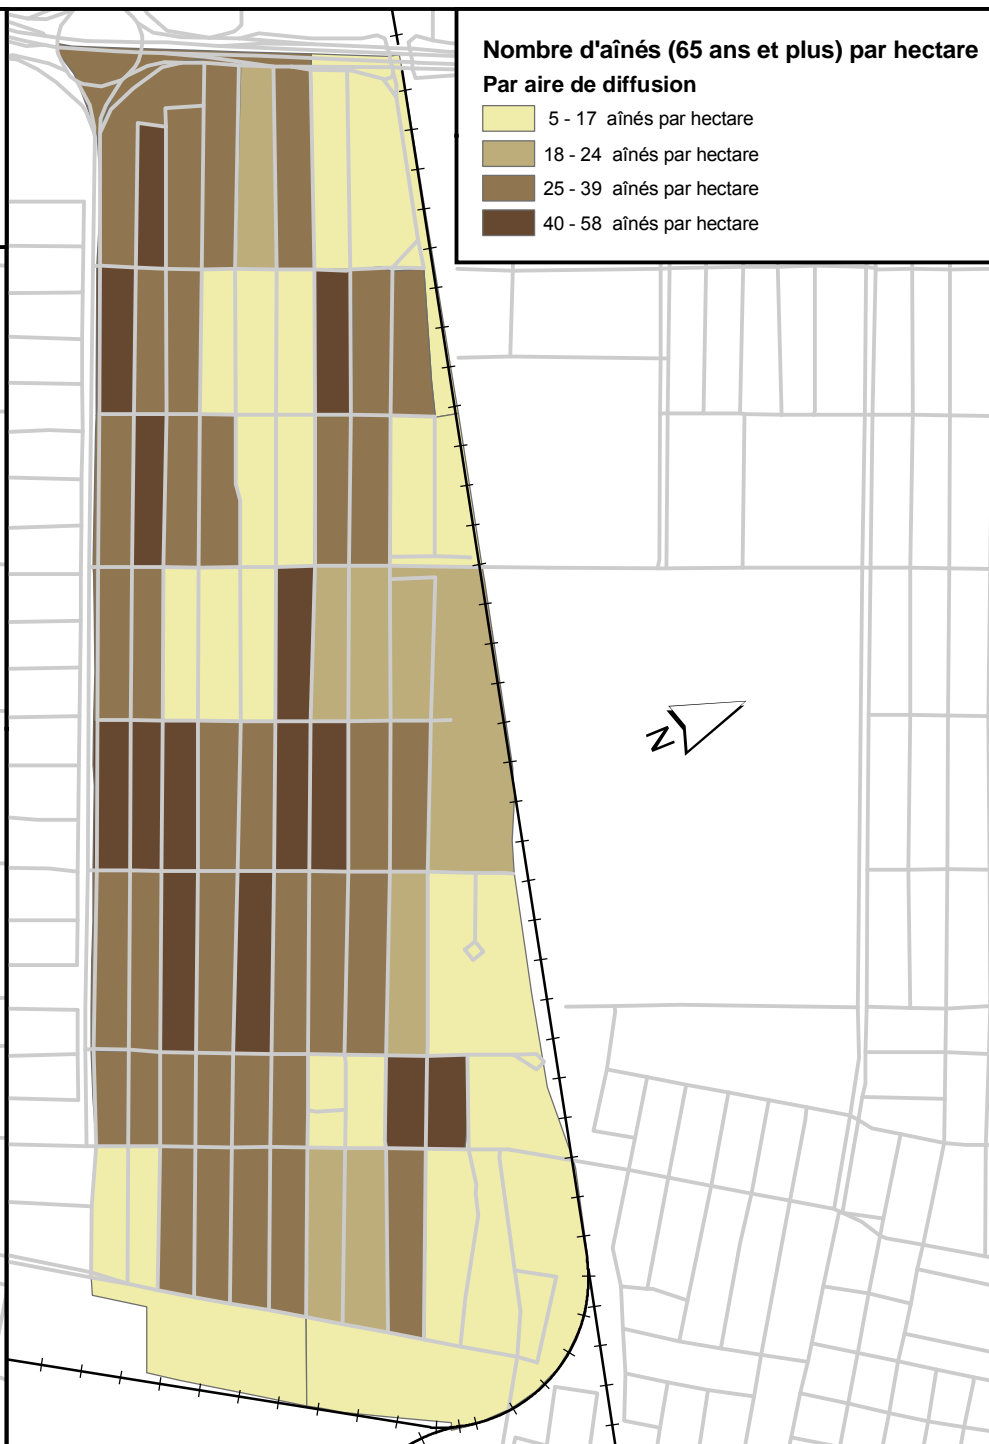 Nombre d'aînés (65 ans et plus) par hectare
Par aire de diffusion
5 - 17 aînés par hectare
18 - 24 aînés par hectare
25 - 39 aînés par hectare
40 - 58 aînés par hectare
N